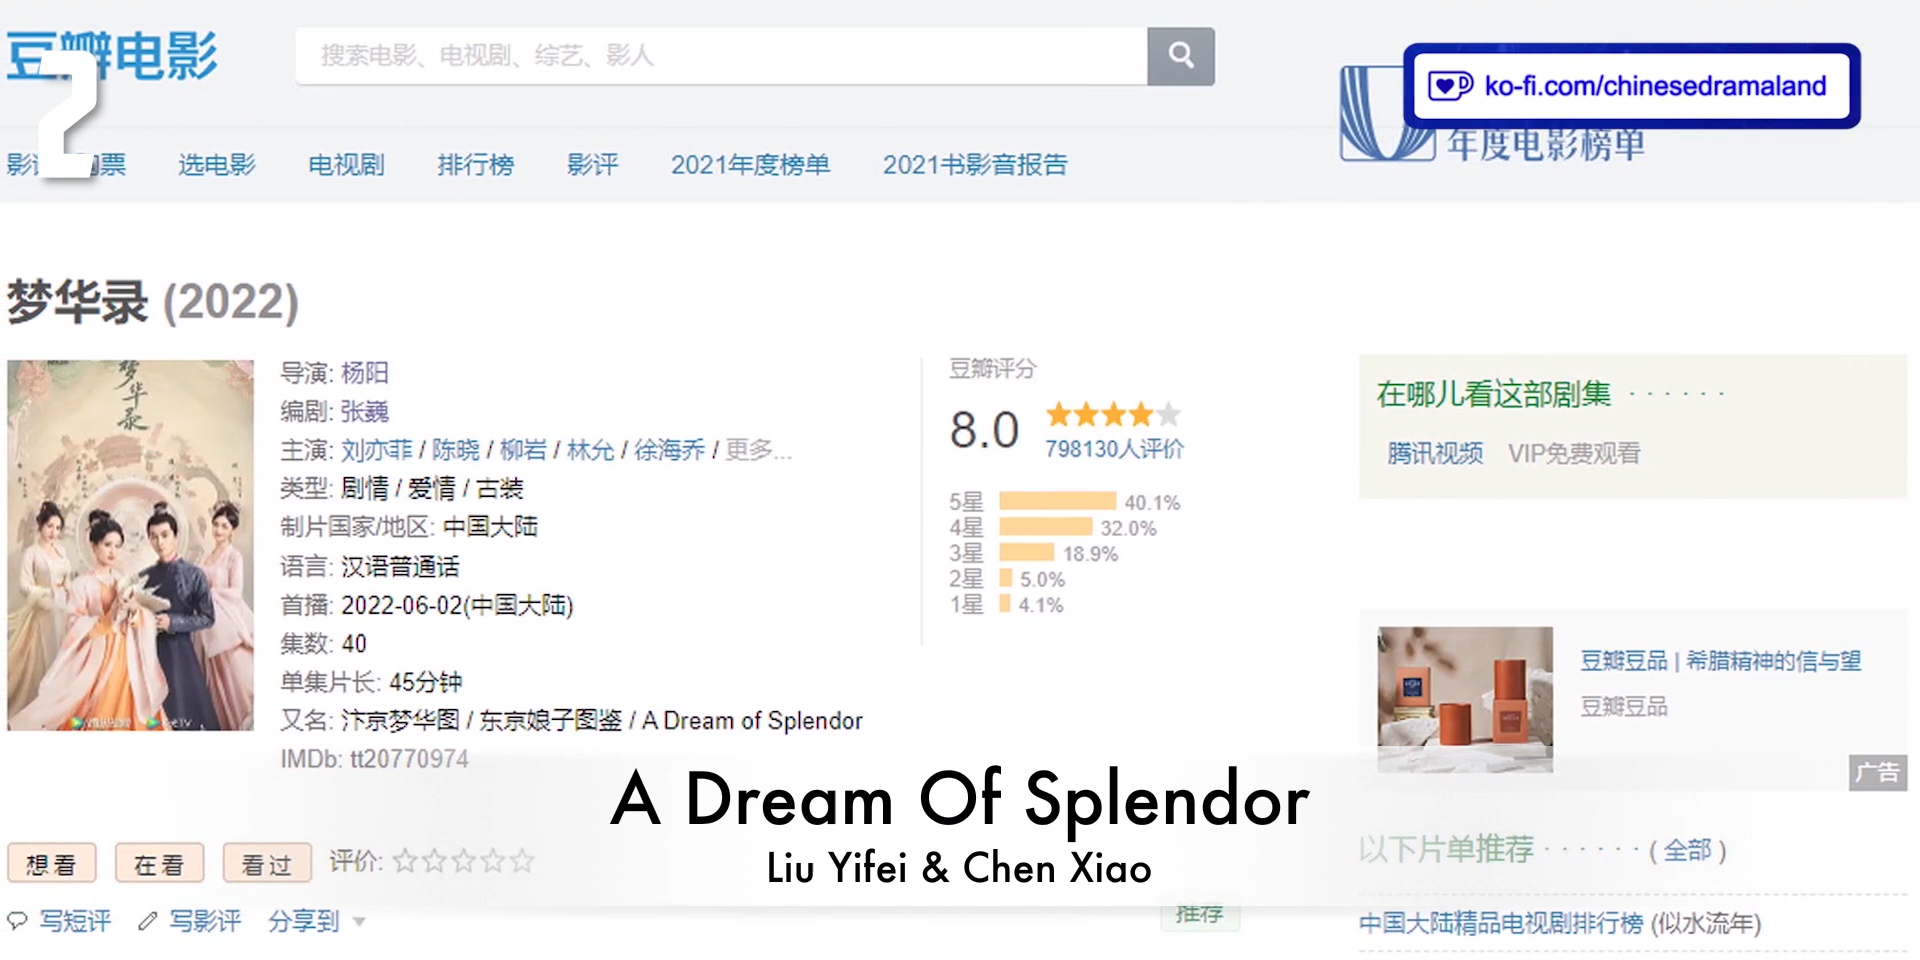 豆瓣电影
2
搜索电影、电视剧、综艺、影人
ko-fi.com/chinesedramaland
年度电影榜单
选电影 电视剧 排行榜 影评 2021年度榜单 2021书影音报告
梦华录 (2022)
梦华录
导演: 杨阳
编剧: 张巍
主演: 刘亦菲 / 陈晓 / 柳岩 / 林允 / 徐海乔 / 更多...
类型: 剧情 / 爱情 / 古装
制片国家/地区: 中国大陆
语言: 汉语普通话
首播: 2022-06-02(中国大陆)
集数: 40
单集片长: 45分钟
又名: 汴京梦华图 / 东京娘子图鉴 / A Dream of Splendor
IMDb: tt20770974
豆瓣评分
8.0
798130人评价
5星 40.1%
4星 32.0%
3星 18.9%
2星 5.0%
1星 4.1%
在哪儿看这部剧集 · · · · · ·
腾讯视频 VIP免费观看
豆瓣豆品 | 希腊精神的信与望
豆瓣豆品
广告
A Dream Of Splendor
Liu Yifei & Chen Xiao
想看 在看 看过 评价:
写短评 写影评 分享到
推荐
以下片单推荐 · · · · · · ( 全部 )
中国大陆精品电视剧排行榜 (似水流年)